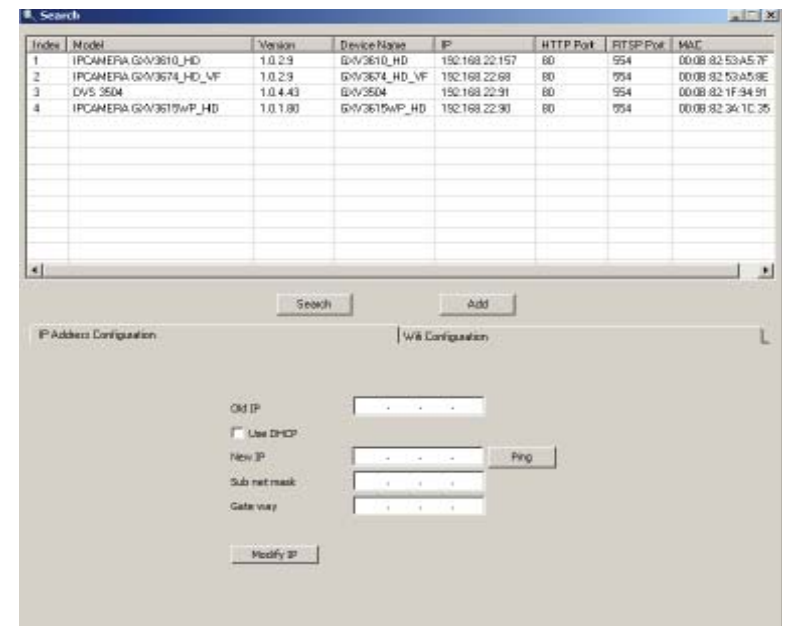 Search
Index Model Version Device Name IP HTTP Port RTSP Port MAC
1 IPCAMERA GXV3610_HD 1.0.2.9 GXV3610_HD 192.168.22.157 80 554 00:0B:82:53:A5:7F
2 IPCAMERA GXV3674_HD_VF 1.0.2.9 GXV3674_HD_VF 192.168.22.68 80 554 00:0B:82:53:A5:8E
3 DVS 3504 1.0.4.43 GXV3504 192.168.22.91 80 554 00:0B:82:1F:94:91
4 IPCAMERA GXV3615WP_HD 1.0.1.80 GXV3615WP_HD 192.168.22.90 80 554 00:0B:82:3A:1C:35
Search Add
IP Address Configuration Wifi Configuration
Old IP
Use DHCP
New IP Ping
Sub net mask
Gate way
Modify IP